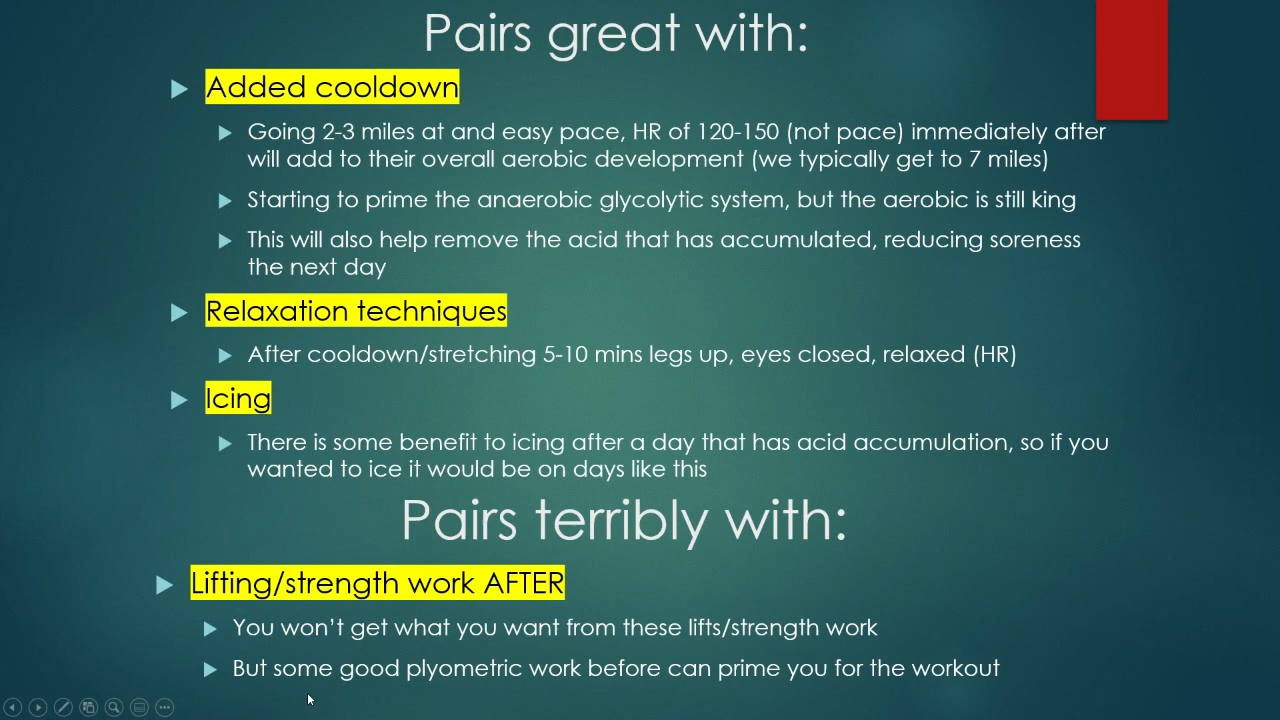 Pairs great with:
Added cooldown
Going 2-3 miles at and easy pace, HR of 120-150 (not pace) immediately after
will add to their overall aerobic development (we typically get to 7 miles)
Starting to prime the anaerobic glycolytic system, but the aerobic is still king
This will also help remove the acid that has accumulated, reducing soreness
the next day
Relaxation techniques
After cooldown/stretching 5-10 mins legs up, eyes closed, relaxed (HR)
Icing
There is some benefit to icing after a day that has acid accumulation, so if you
wanted to ice it would be on days like this
Pairs terribly with:
Lifting/strength work AFTER
You won’t get what you want from these lifts/strength work
But some good plyometric work before can prime you for the workout